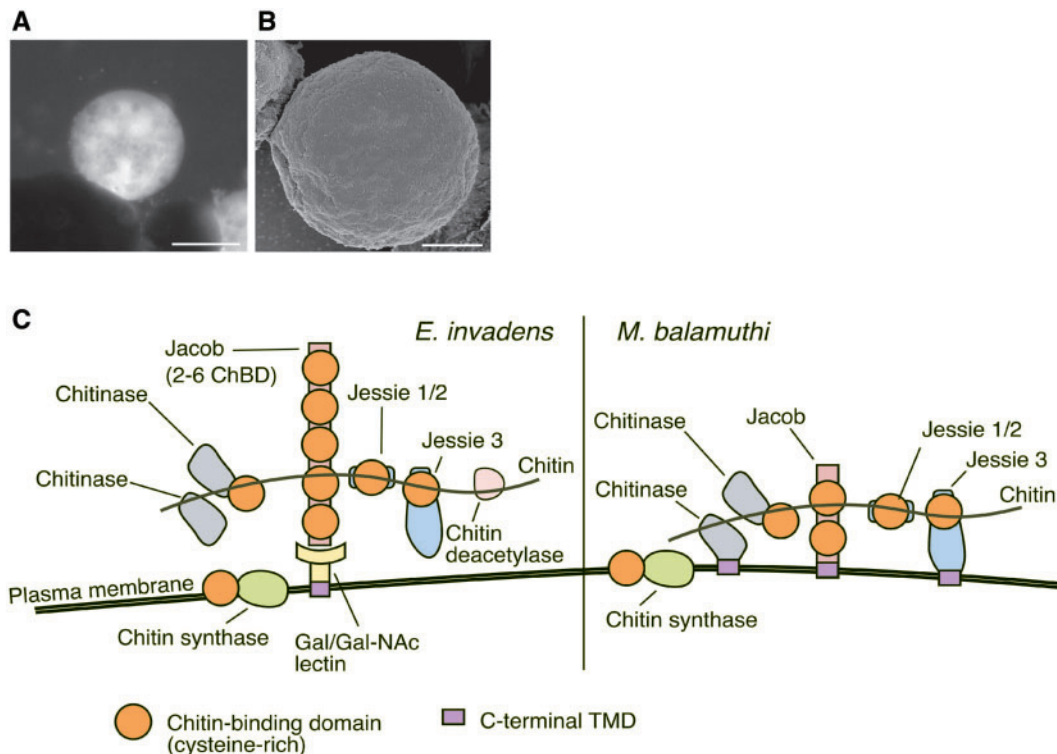 A
B
C
E. invadens
M. balamuthi
Jacob
(2-6 ChBD)
Chitinase
Chitinase
Jessie 1/2
Jessie 3
Chitin
Chitin
deacetylase
Plasma membrane
Chitin synthase
Gal/Gal-NAc
lectin
Chitinase
Chitinase
Jacob
Jessie 1/2
Jessie 3
Chitin
Chitin synthase
Chitin-binding domain
(cysteine-rich)
C-terminal TMD